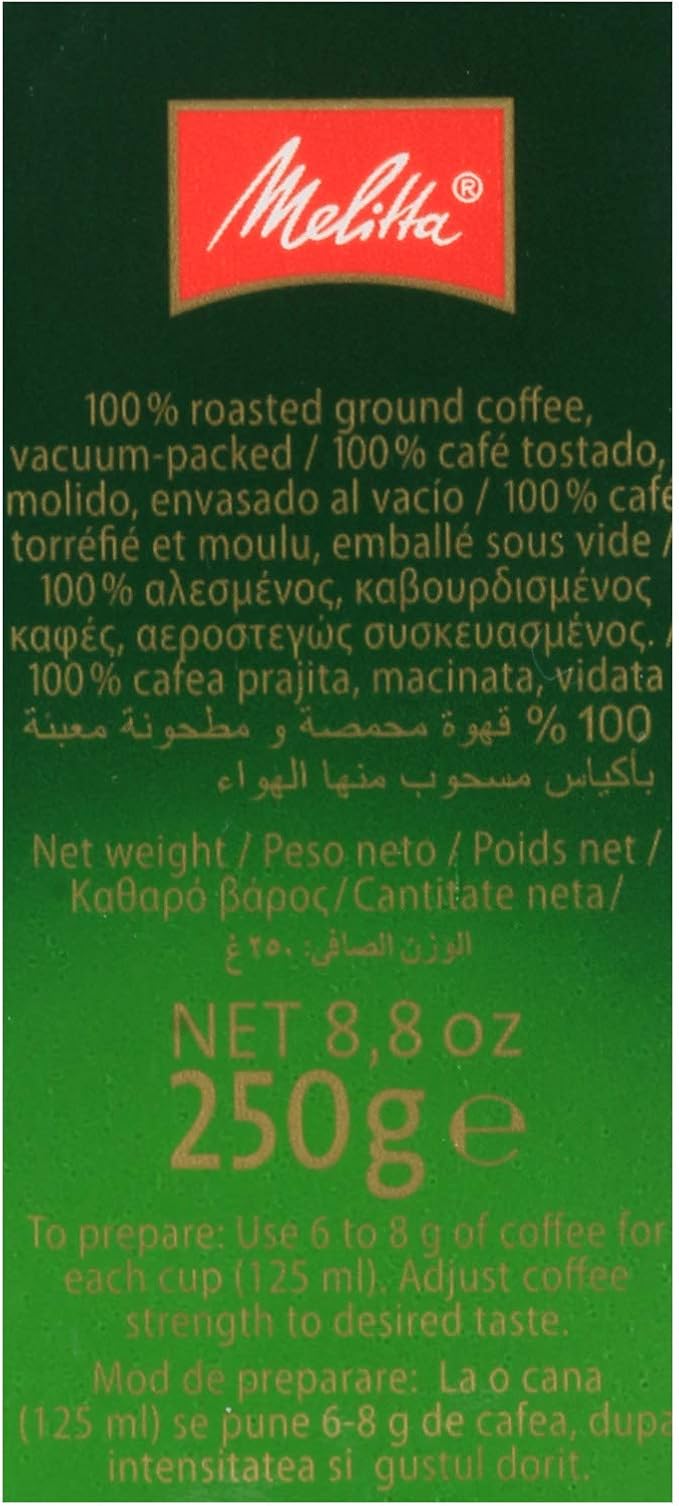 Melitta®
100% roasted ground coffee,
vacuum-packed / 100% café tostado,
molido, envasado al vacío / 100% café
torréfié et moulu, emballé sous vide /
100% αλεσμένος, καβουρδισμένος
καφές, αεροστεγώς συσκευασμένος. /
100% cafea prajita, macinata, vidata
100 % قهوة محمصة و مطحونة معبئة
بأكياس مسحوب منها الهواء
Net weight / Peso neto / Poids net /
Καθαρό βάρος/Cantitate neta/
الوزن الصافي: ٢٥٠ غ
NET 8,8 oz
250g e
To prepare: Use 6 to 8 g of coffee for
each cup (125 ml). Adjust coffee
strength to desired taste.
Mod de preparare: La o cana
(125 ml) se pune 6-8 g de cafea, dupa
intensitatea si gustul dorit.